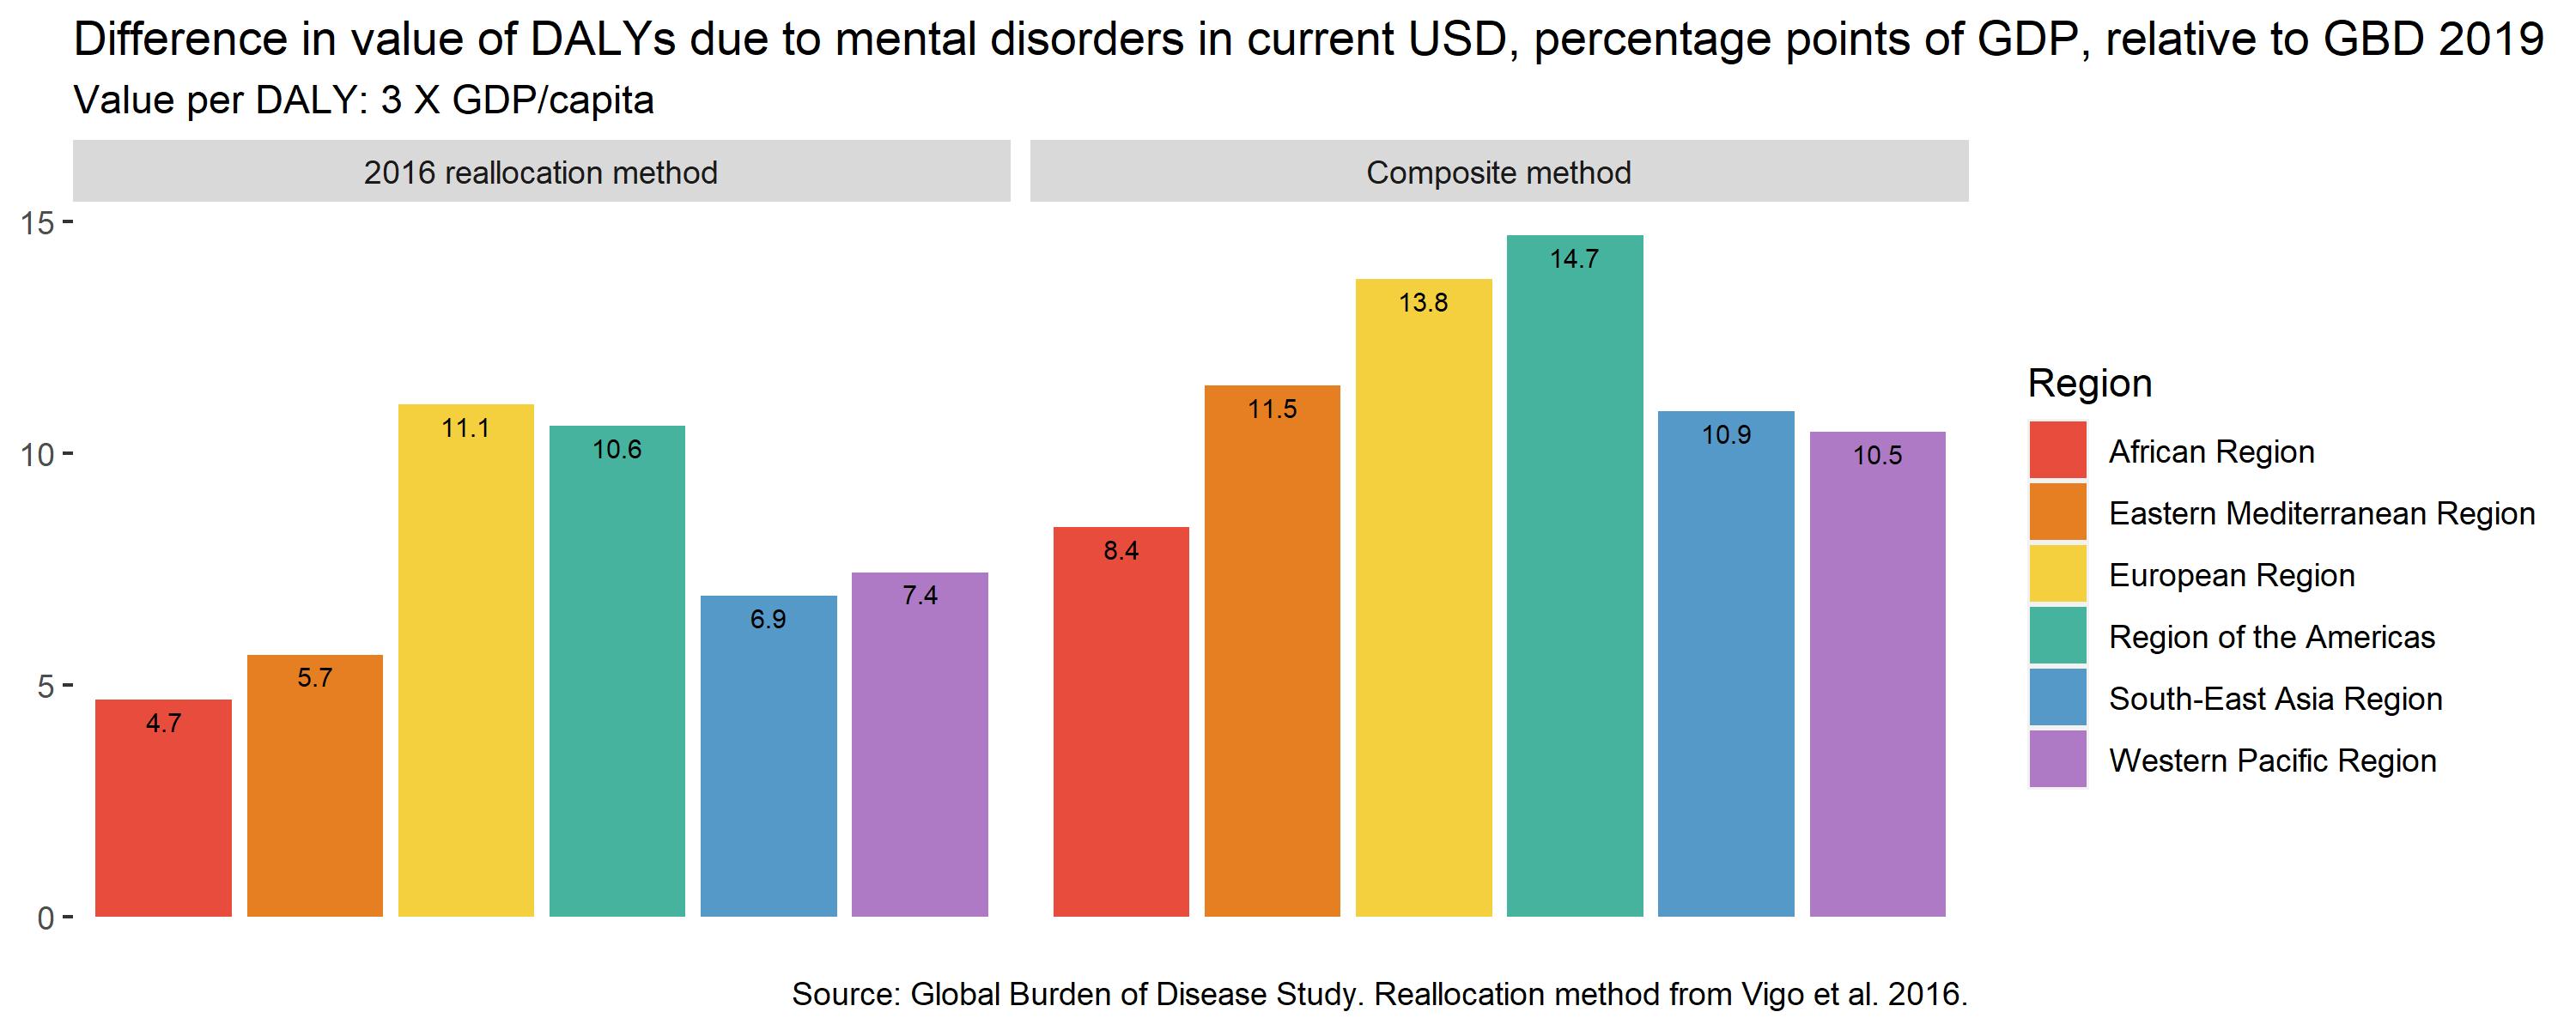 Difference in value of DALYs due to mental disorders in current USD, percentage points of GDP, relative to GBD 2019
Value per DALY: 3 X GDP/capita
2016 reallocation method
Composite method
15
10
5
0
4.7
5.7
11.1
10.6
6.9
7.4
8.4
11.5
13.8
14.7
10.9
10.5
Region
African Region
Eastern Mediterranean Region
European Region
Region of the Americas
South-East Asia Region
Western Pacific Region
Source: Global Burden of Disease Study. Reallocation method from Vigo et al. 2016.